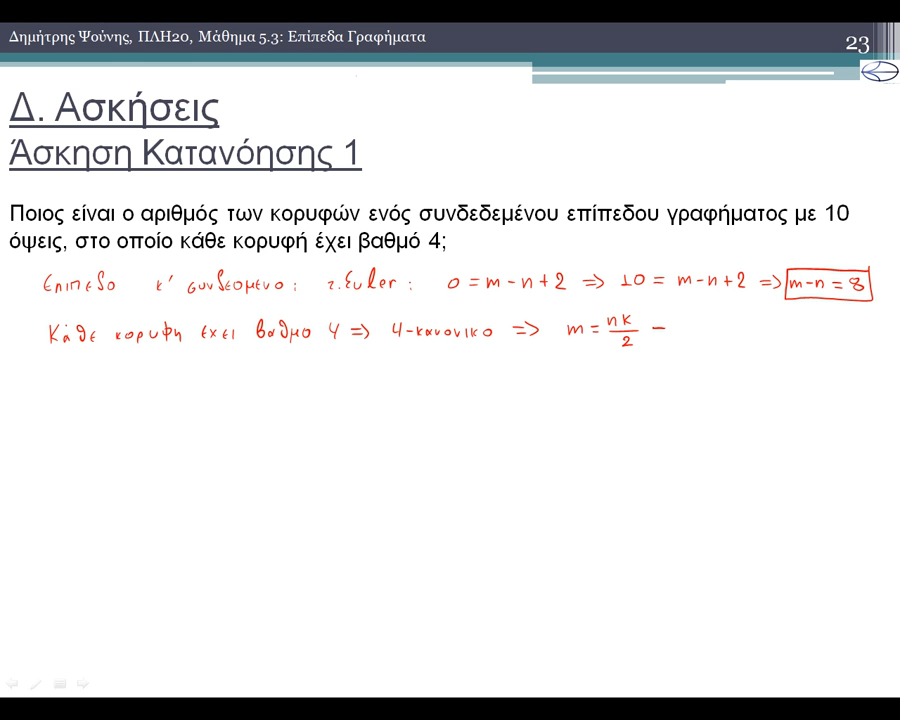 Δημήτρης Ψούνης, ΠΛΗ20, Μάθημα 5.3: Επίπεδα Γραφήματα
23
Δ. Ασκήσεις
Άσκηση Κατανόησης 1
Ποιος είναι ο αριθμός των κορυφών ενός συνδεδεμένου επίπεδου γραφήματος με 10
όψεις, στο οποίο κάθε κορυφή έχει βαθμό 4;
Επιπεδο κ' συνδεομενο: τ.Euler: ο = m - n + 2 => 10 = m - n + 2 => m - n = 8
Κάθε κορυφη εχει βαθμο 4 => 4-κανονικο => m = nk/2 =